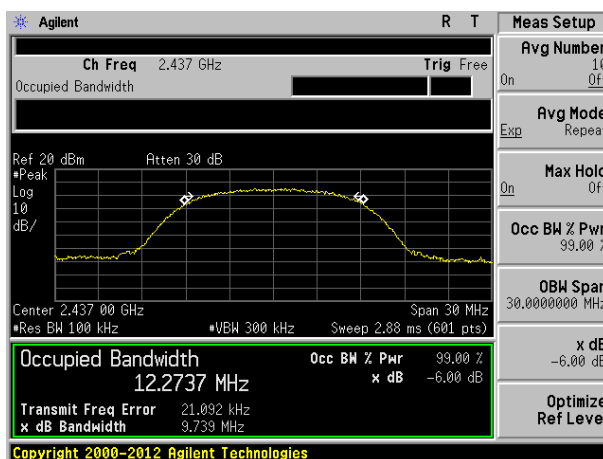 Agilent R T Meas Setup
Ch Freq 2.437 GHz Trig Free
Occupied Bandwidth
Avg Number
10
On Off
Avg Mode
Exp Repeat
Max Hold
On Off
Occ BW % Pwr
99.00 %
OBW Span
30.0000000 MHz
x dB
-6.00 dB
Optimize
Ref Level
Ref 20 dBm Atten 30 dB
#Peak
Log
10
dB/
Center 2.437 00 GHz Span 30 MHz
#Res BW 100 kHz #VBW 300 kHz Sweep 2.88 ms (601 pts)
Occupied Bandwidth Occ BW % Pwr 99.00 %
12.2737 MHz x dB -6.00 dB
Transmit Freq Error 21.092 kHz
x dB Bandwidth 9.739 MHz
Copyright 2000-2012 Agilent Technologies